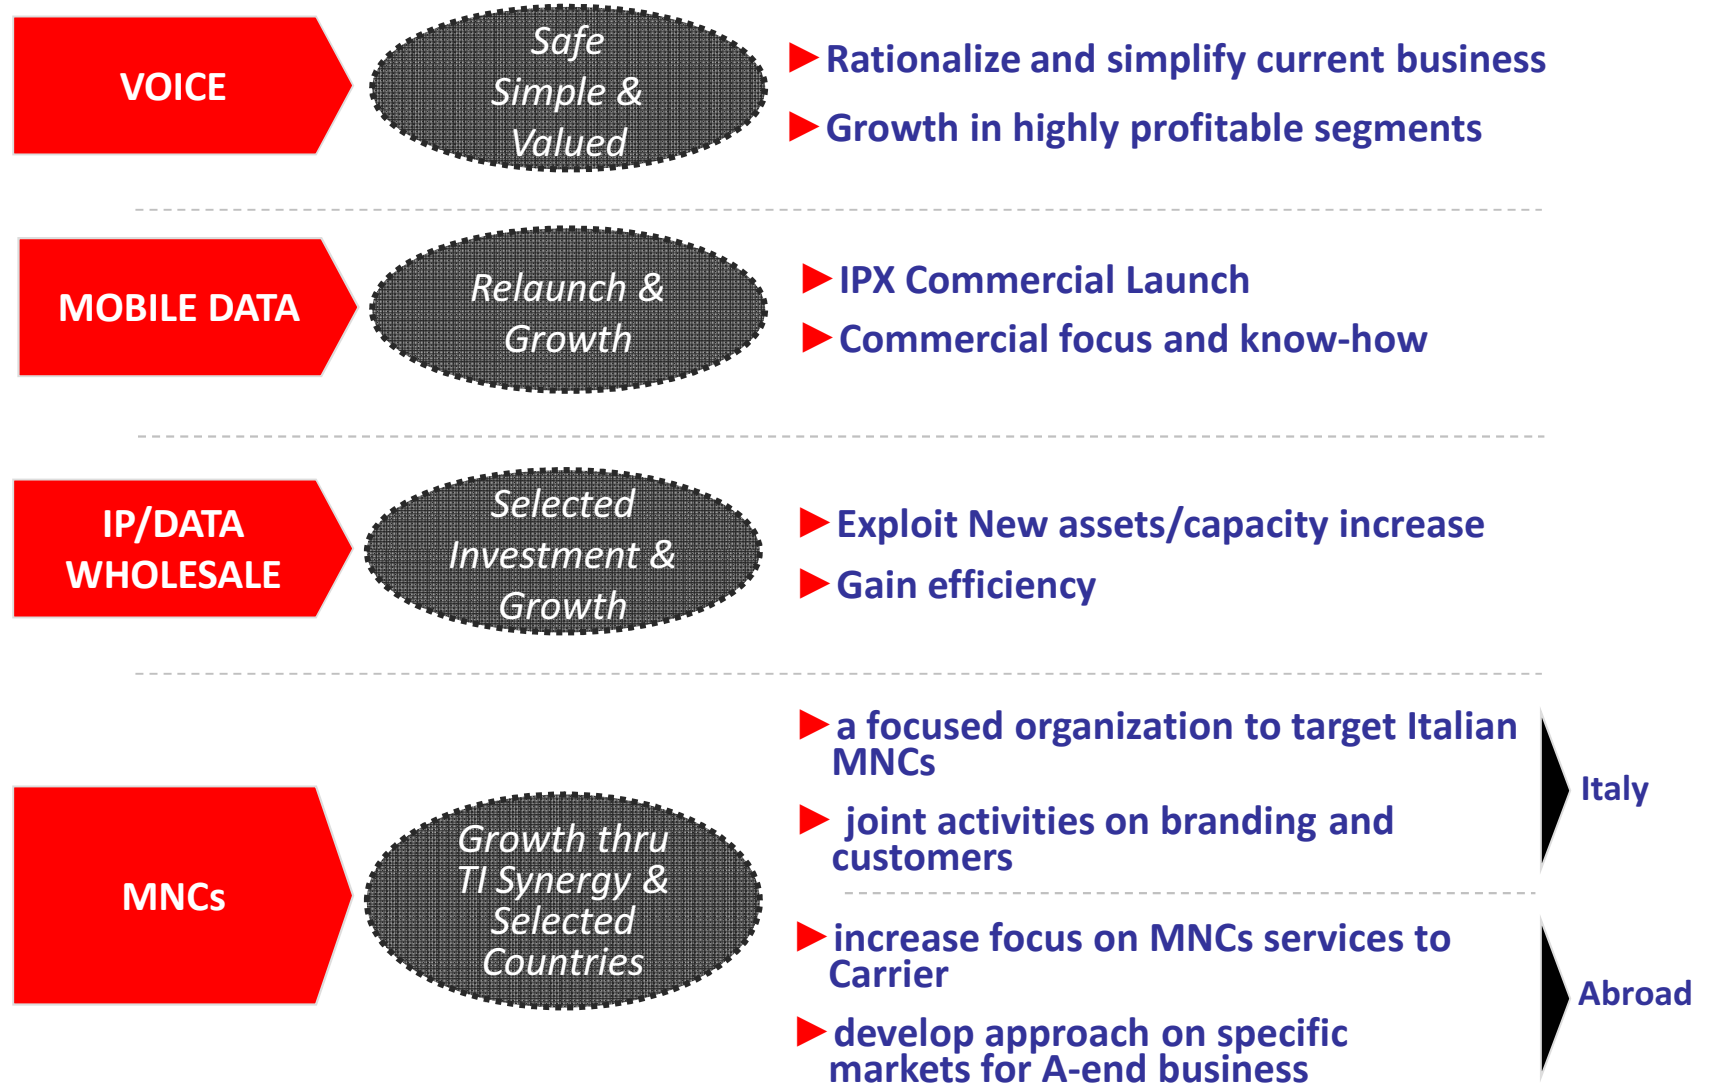 VOICE
Safe
Simple &
Valued
Rationalize and simplify current business
Growth in highly profitable segments
MOBILE DATA
Relaunch &
Growth
IPX Commercial Launch
Commercial focus and know-how
IP/DATA
WHOLESALE
Selected
Investment &
Growth
Exploit New assets/capacity increase
Gain efficiency
MNCs
Growth thru
TI Synergy &
Selected
Countries
a focused organization to target Italian
MNCs
joint activities on branding and
customers
Italy
increase focus on MNCs services to
Carrier
develop approach on specific
markets for A-end business
Abroad